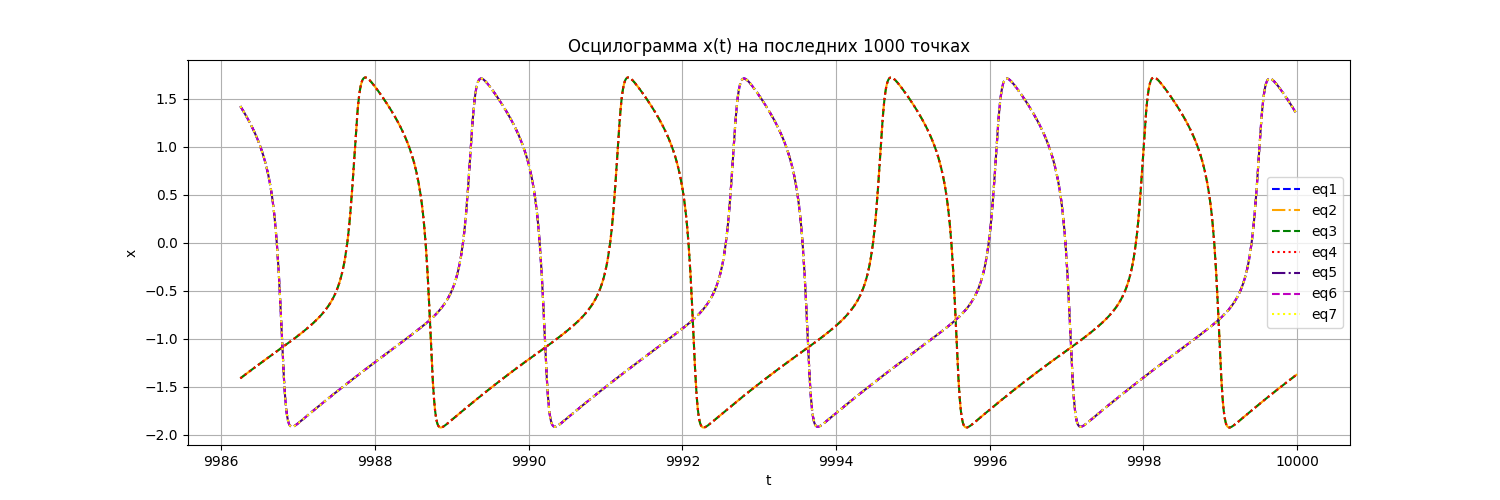 Осцилограмма x(t) на последних 1000 точках
x
1.5
1.0
0.5
0.0
−0.5
−1.0
−1.5
−2.0
eq1
eq2
eq3
eq4
eq5
eq6
eq7
9986 9988 9990 9992 9994 9996 9998 10000
t